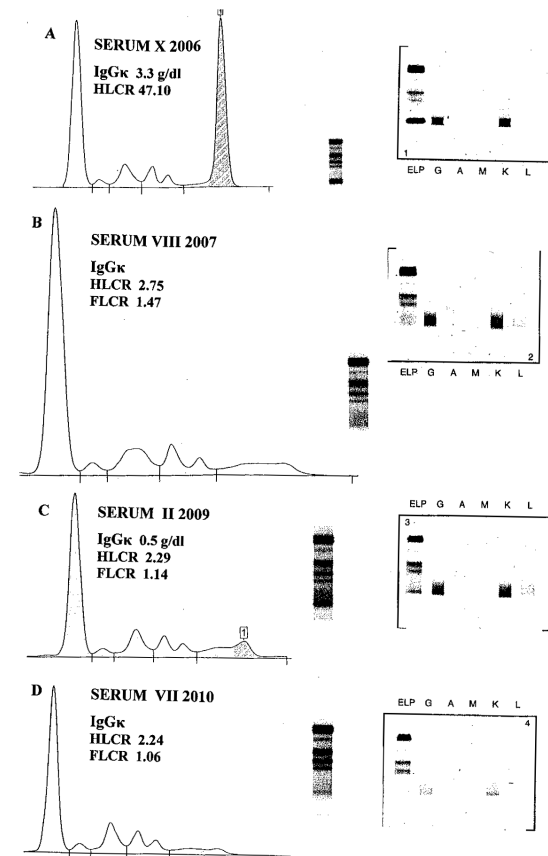 A
SERUM X 2006
IgGκ 3.3 g/dl
HLCR 47.10
1
1
ELP G A M K L
B
SERUM VIII 2007
IgGκ
HLCR 2.75
FLCR 1.47
2
ELP G A M K L
C
SERUM II 2009
IgGκ 0.5 g/dl
HLCR 2.29
FLCR 1.14
1
ELP G A M K L
3
D
SERUM VII 2010
IgGκ
HLCR 2.24
FLCR 1.06
ELP G A M K L
4